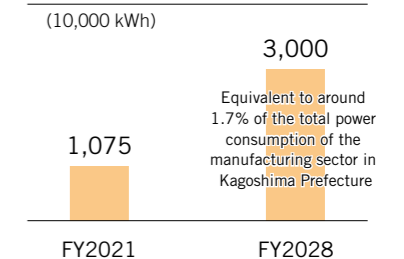 (10,000 kWh)
3,000
Equivalent to around
1.7% of the total power
consumption of the
manufacturing sector in
Kagoshima Prefecture
1,075
FY2021
FY2028